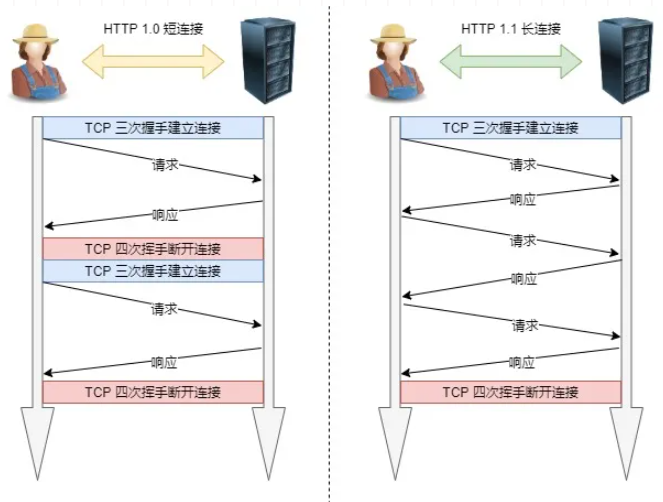 HTTP 1.0 短连接
TCP 三次握手建立连接
请求
响应
TCP 四次挥手断开连接
TCP 三次握手建立连接
请求
响应
TCP 四次挥手断开连接
HTTP 1.1 长连接
TCP 三次握手建立连接
请求
响应
请求
响应
请求
响应
TCP 四次挥手断开连接